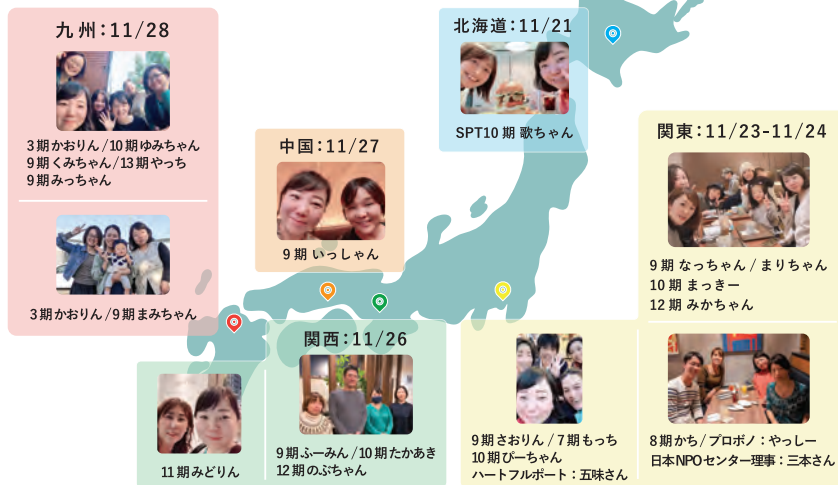 九州：11/28
3期かおりん/10期ゆみちゃん
9期くみちゃん/13期やっち
9期みっちゃん
3期かおりん/9期まみちゃん
中国：11/27
9期 いっしゃん
北海道：11/21
SPT10期 歌ちゃん
関東：11/23-11/24
9期 なっちゃん / まりちゃん
10期 まっきー
12期 みかちゃん
関西：11/26
11期みどりん
9期ふーみん/10期たかあき
12期のぶちゃん
9期さおりん / 7期もっち
10期ぴーちゃん
ハートフルポート：五味さん
8期かち/ プロボノ：やっしー
日本NPOセンター理事：三本さん